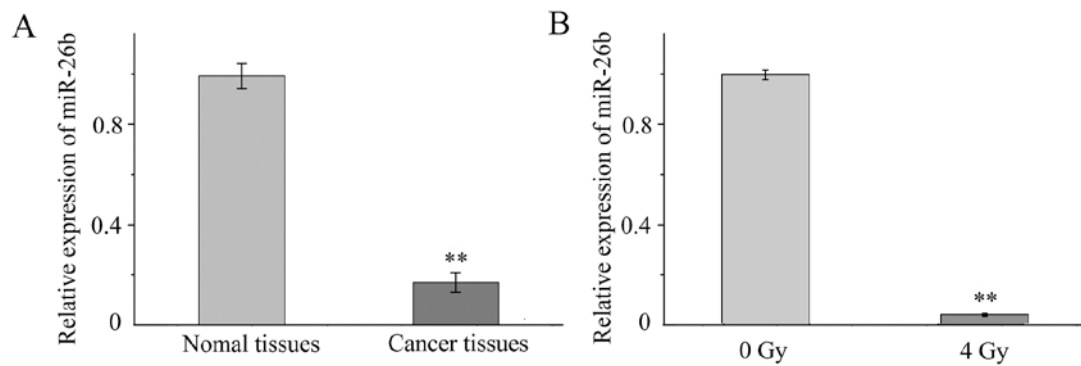 A
Relative expression of miR-26b
0.8
0.4
0
**
Nomal tissues
Cancer tissues
B
Relative expression of miR-26b
0.8
0.4
0
**
0 Gy
4 Gy